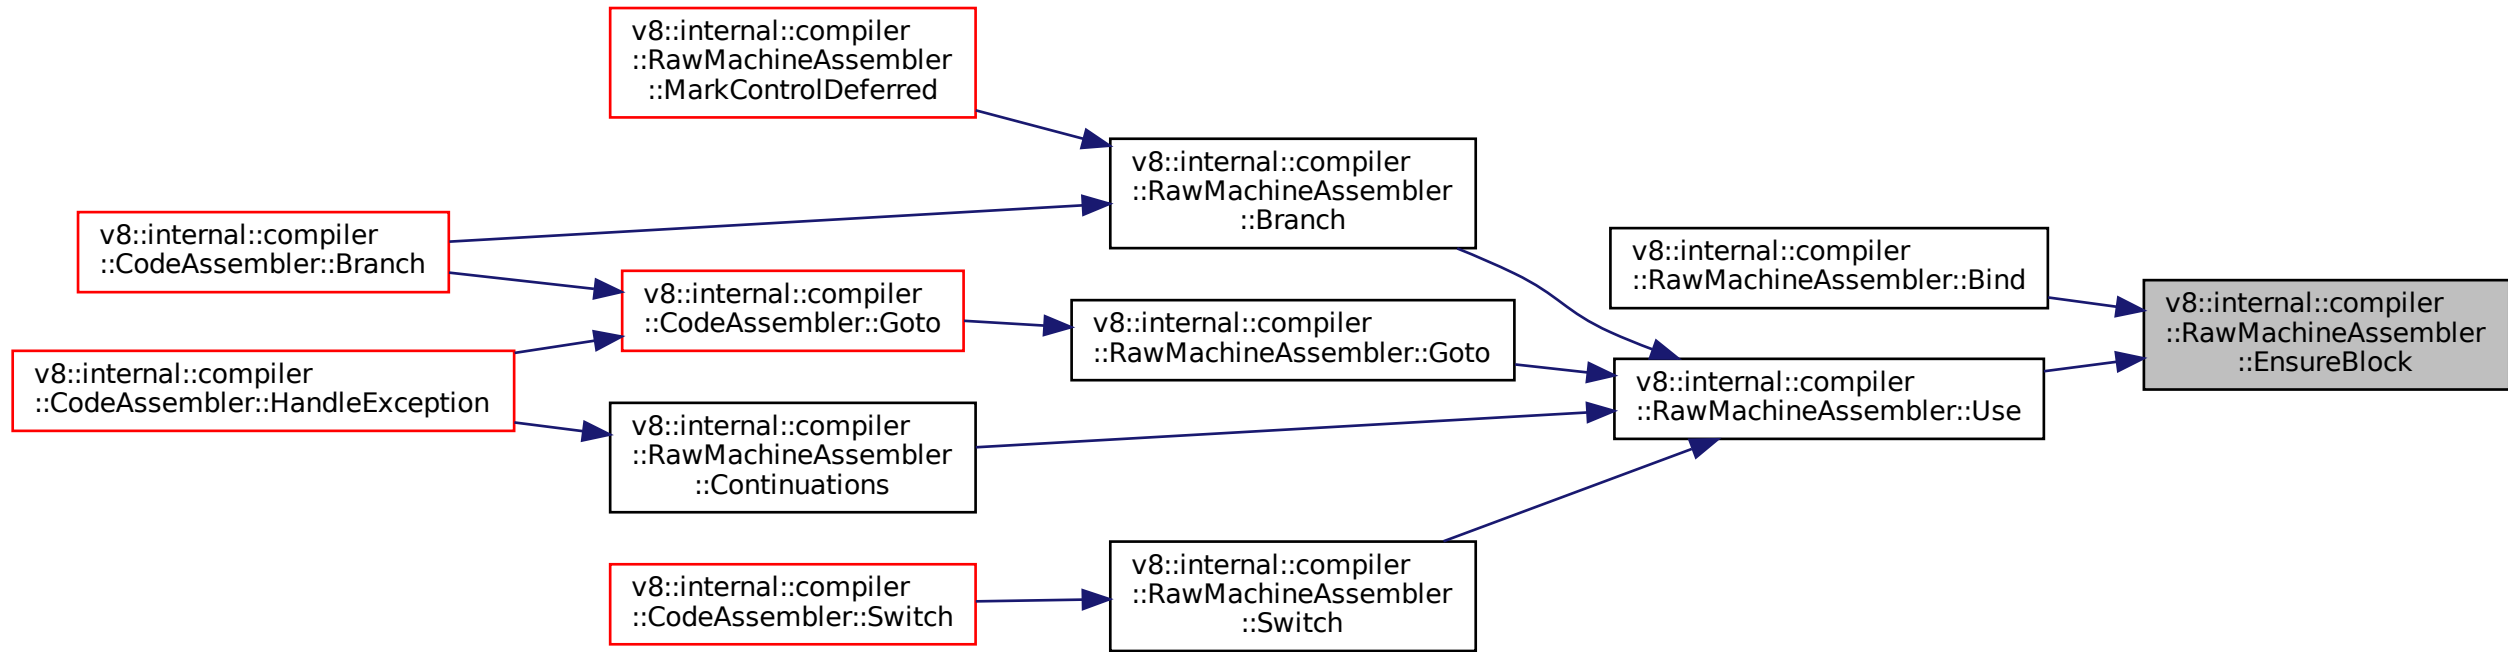 v8::internal::compiler
::RawMachineAssembler
::MarkControlDeferred
v8::internal::compiler
::RawMachineAssembler
::Branch
v8::internal::compiler
::CodeAssembler::Branch
v8::internal::compiler
::RawMachineAssembler::Bind
v8::internal::compiler
::CodeAssembler::Goto
v8::internal::compiler
::RawMachineAssembler::Goto
v8::internal::compiler
::RawMachineAssembler
::EnsureBlock
v8::internal::compiler
::CodeAssembler::HandleException
v8::internal::compiler
::RawMachineAssembler::Use
v8::internal::compiler
::RawMachineAssembler
::Continuations
v8::internal::compiler
::CodeAssembler::Switch
v8::internal::compiler
::RawMachineAssembler
::Switch